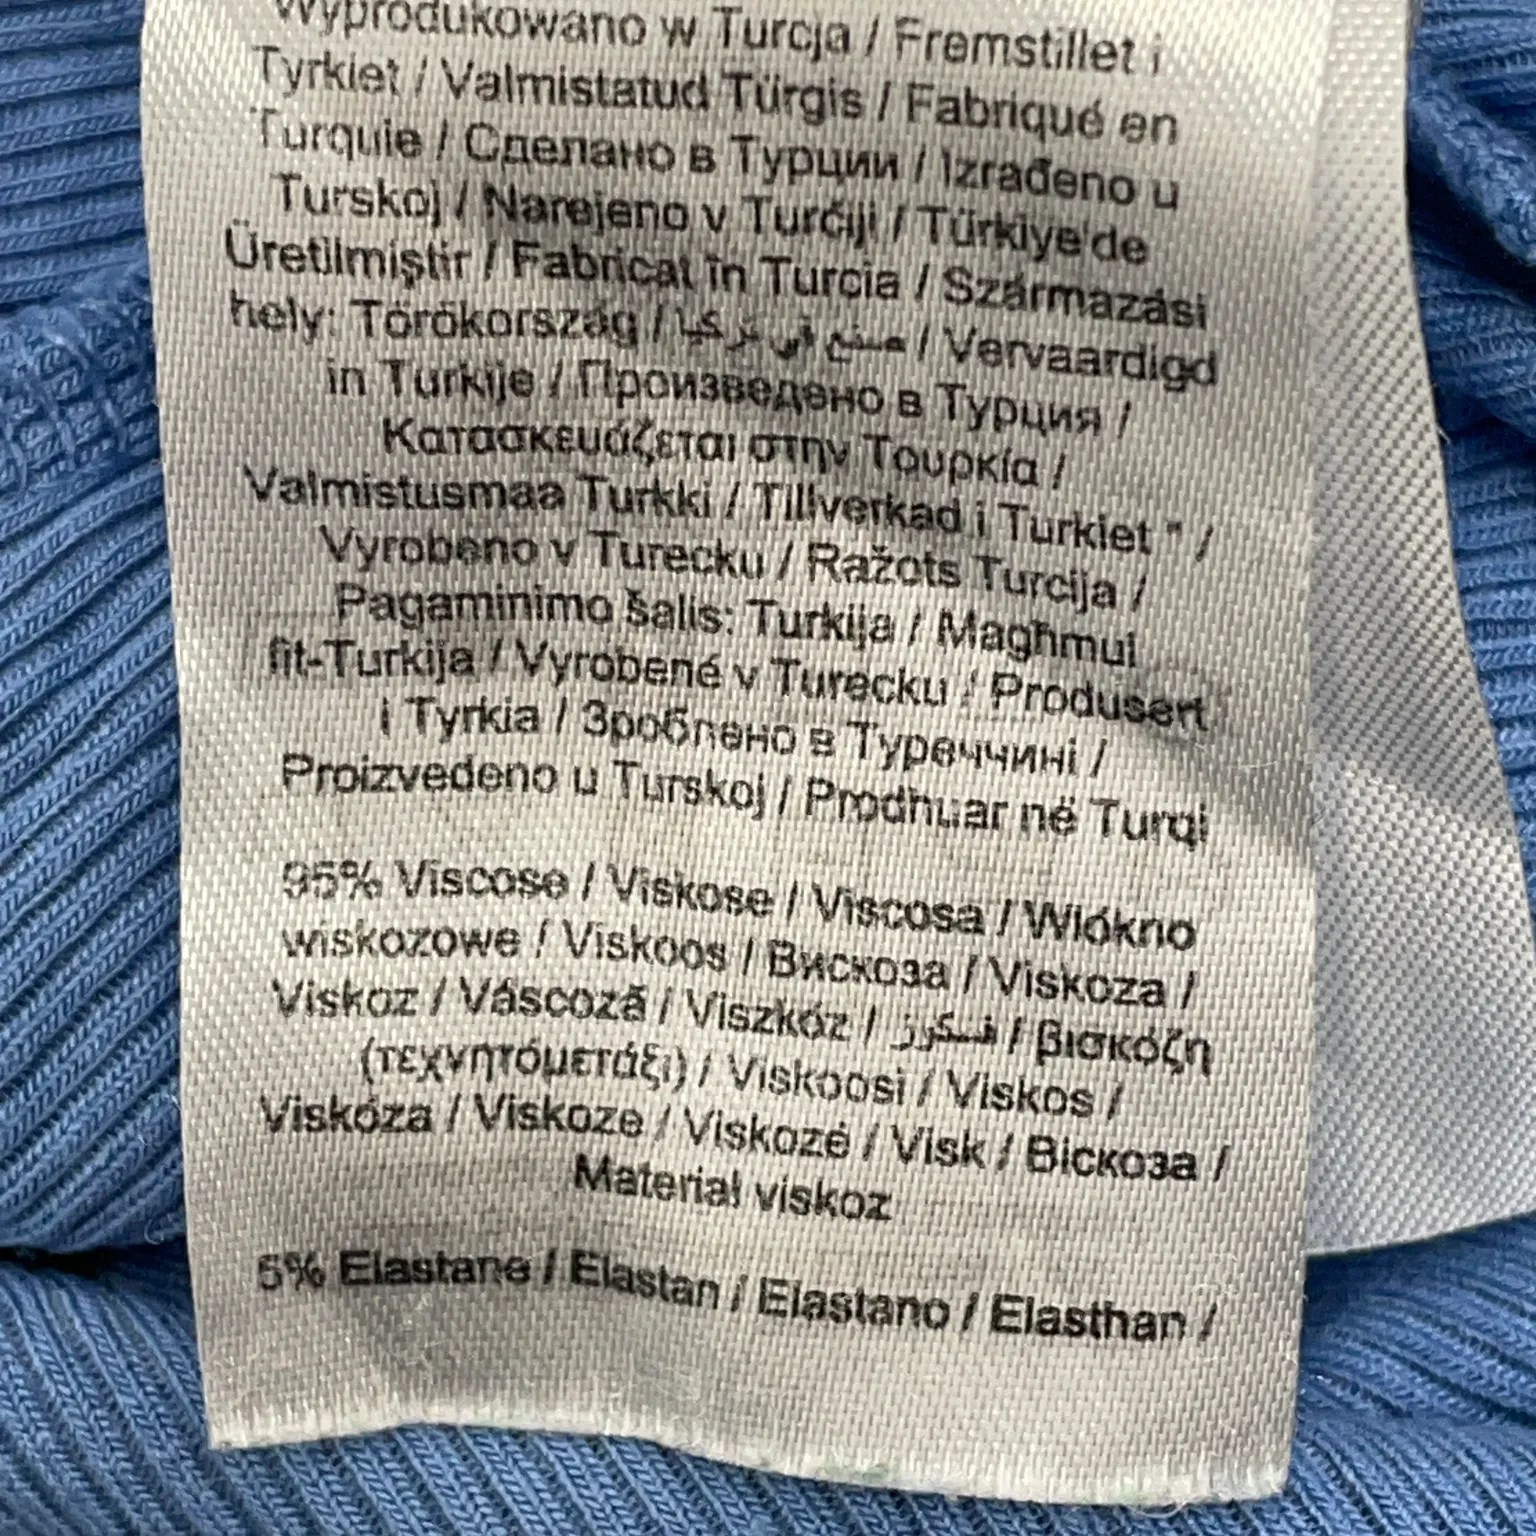 Wyprodukowano w Turcja / Fremstillet i
Tyrkiet / Valmistatud Türgis / Fabriqué en
Turquie / Сделано в Турции / Izrađeno u
Turskoj / Narejeno v Turčiji / Türkiye'de
Üretilmiştir / Fabricat în Turcia / Származási
hely: Törökország / صنع في تركيا / Vervaardigd
in Turkije / Произведено в Турция /
Κατασκευάζεται στην Τουρκία /
Valmistusmaa Turkki / Tillverkad i Turkiet " /
Vyrobeno v Turecku / Ražots Turcija /
Pagaminimo šalis: Turkija / Magħmul
fit-Turkija / Vyrobené v Turecku / Produsert
i Tyrkia / Зроблено в Туреччині /
Proizvedeno u Turskoj / Prodhuar në Turqi
95% Viscose / Viskose / Viscosa / Wlókno
wiskozowe / Viskoos / Вискоза / Viskoza /
Viskoz / Váscoză / Viszkóz / فسكوز / βισκόζη
(τεχνητόμετάξι) / Viskoosi / Viskos /
Viskóza / Viskoze / Viskozė / Visk / Віскоза /
Material viskoz
5% Elastane / Elastan / Elastano / Elasthan /